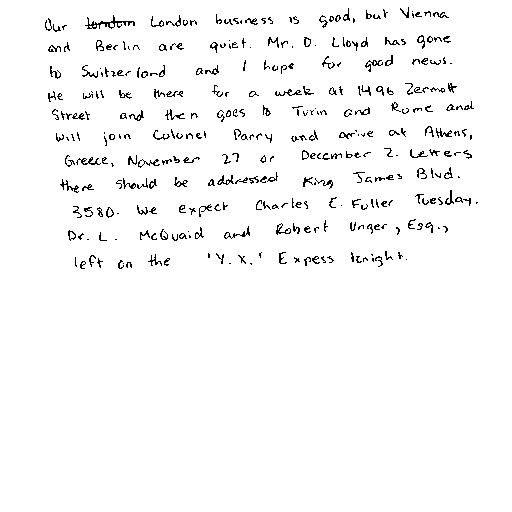 Our London London business is good, but Vienna
and Berlin are quiet. Mr. D. Lloyd has gone
to Switzerland and I hope for good news.
He will be there for a week at 1496 Zermott
Street and then goes to Turin and Rome and
will join Colonel Parry and arrive at Athens,
Greece, November 27 or December 2. Letters
there should be addressed King James Blvd.
3580. We expect Charles E. Fuller Tuesday.
Dr. L. McQuaid and Robert Unger, Esq.,
left on the 'Y.X.' Expess tonight.